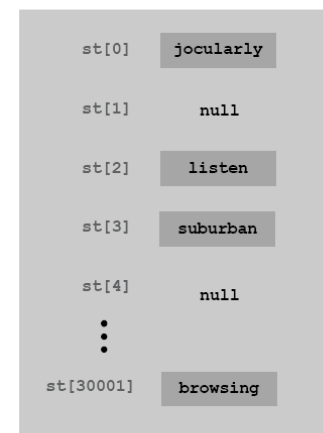 st[0] jocularly
st[1] null
st[2] listen
st[3] suburban
st[4] null
st[30001] browsing